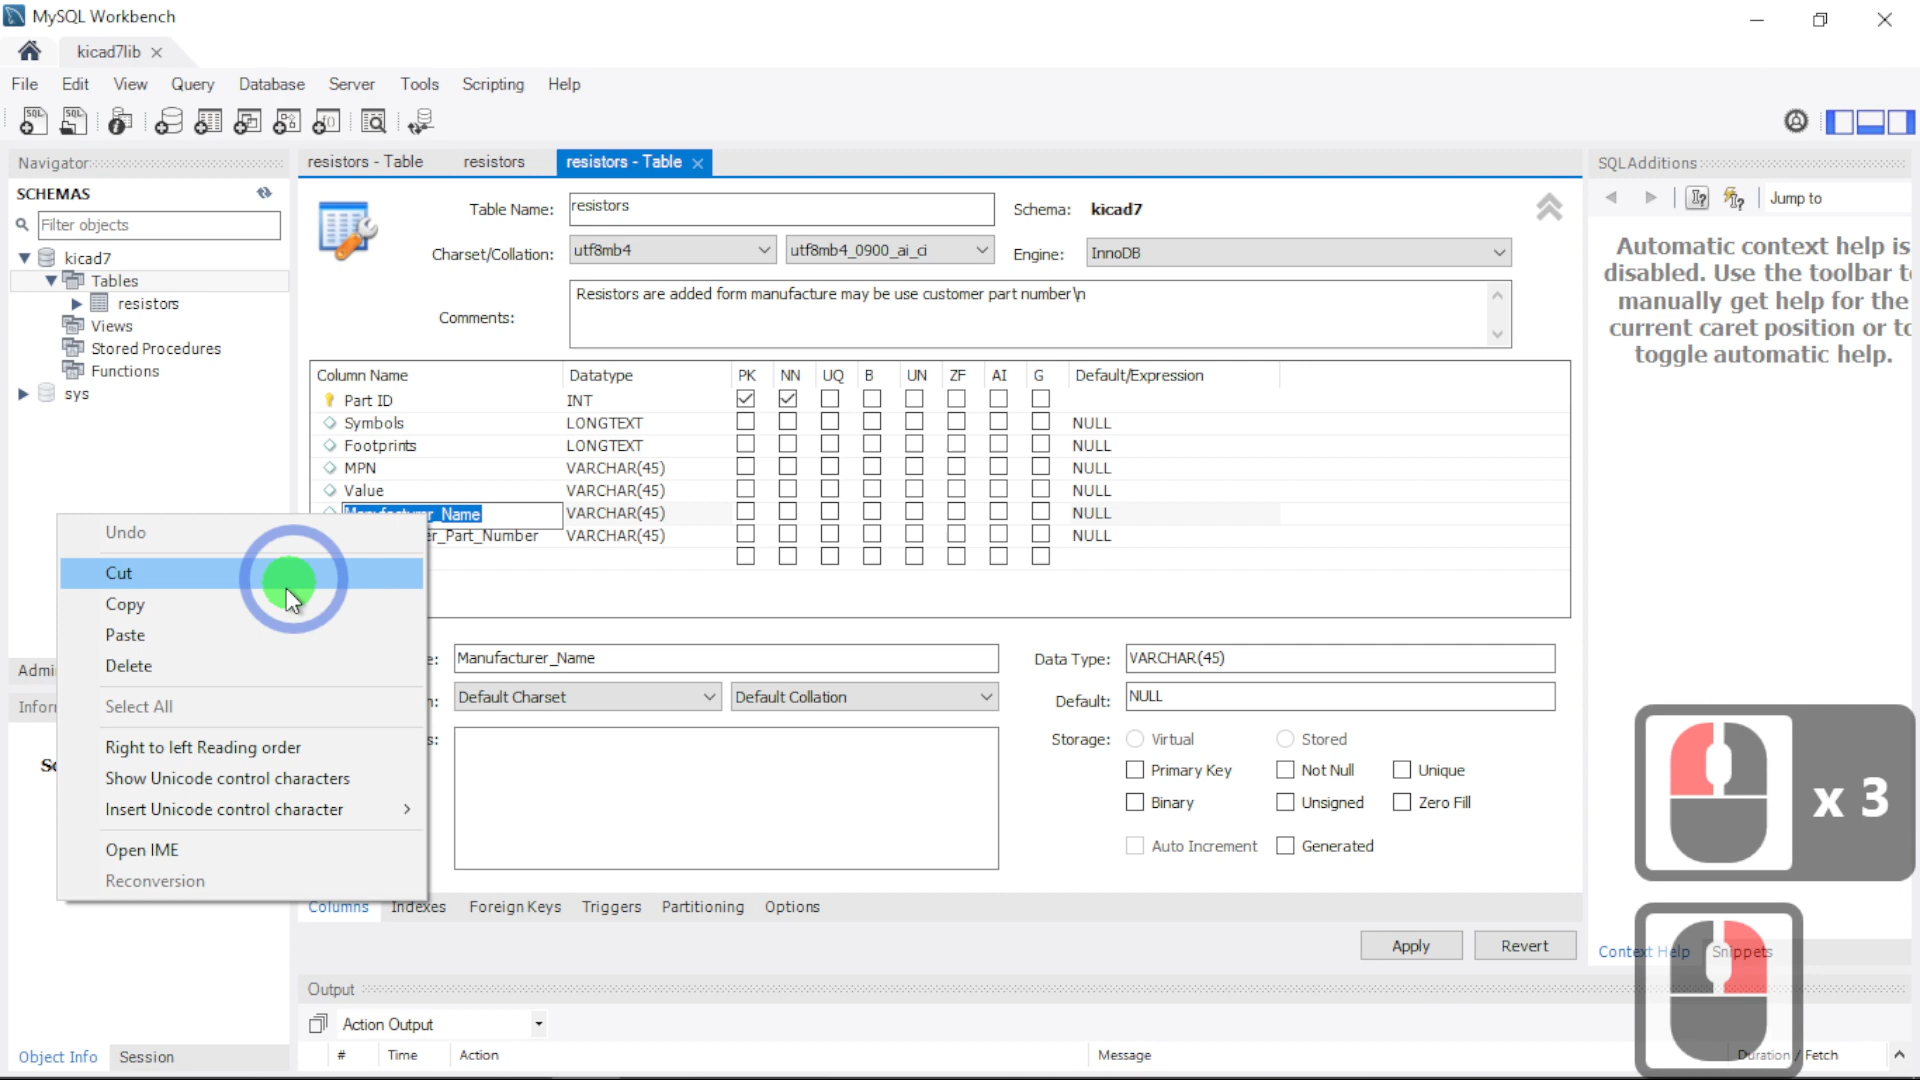 MySQL Workbench
kicad7lib
File Edit View Query Database Server Tools Scripting Help
Navigator
SCHEMAS
Filter objects
kicad7
Tables
resistors
Views
Stored Procedures
Functions
sys
resistors - Table resistors resistors - Table
Table Name: resistors Schema: kicad7
Charset/Collation: utf8mb4 utf8mb4_0900_ai_ci Engine: InnoDB
Comments: Resistors are added form manufacture may be use customer part number\n
Column Name Datatype PK NN UQ B UN ZF AI G Default/Expression
Part ID INT
Symbols LONGTEXT NULL
Footprints LONGTEXT NULL
MPN VARCHAR(45) NULL
Value VARCHAR(45) NULL
Manufacturer_Name VARCHAR(45) NULL
er_Part_Number VARCHAR(45) NULL
Undo
Cut
Copy
Paste
Delete
Select All
Right to left Reading order
Show Unicode control characters
Insert Unicode control character
Open IME
Reconversion
Admi
Infor
e: Manufacturer_Name Data Type: VARCHAR(45)
n: Default Charset Default Collation Default: NULL
s: Storage: Virtual Stored
Primary Key Not Null Unique
Binary Unsigned Zero Fill
Auto Increment Generated
Columns Indexes Foreign Keys Triggers Partitioning Options
Apply Revert
Output
Action Output
# Time Action Message Duration / Fetch
Object Info Session
SQLAdditions
Jump to
Automatic context help is
disabled. Use the toolbar t
manually get help for the
current caret position or to
toggle automatic help.
x 3
Context Help Snippets